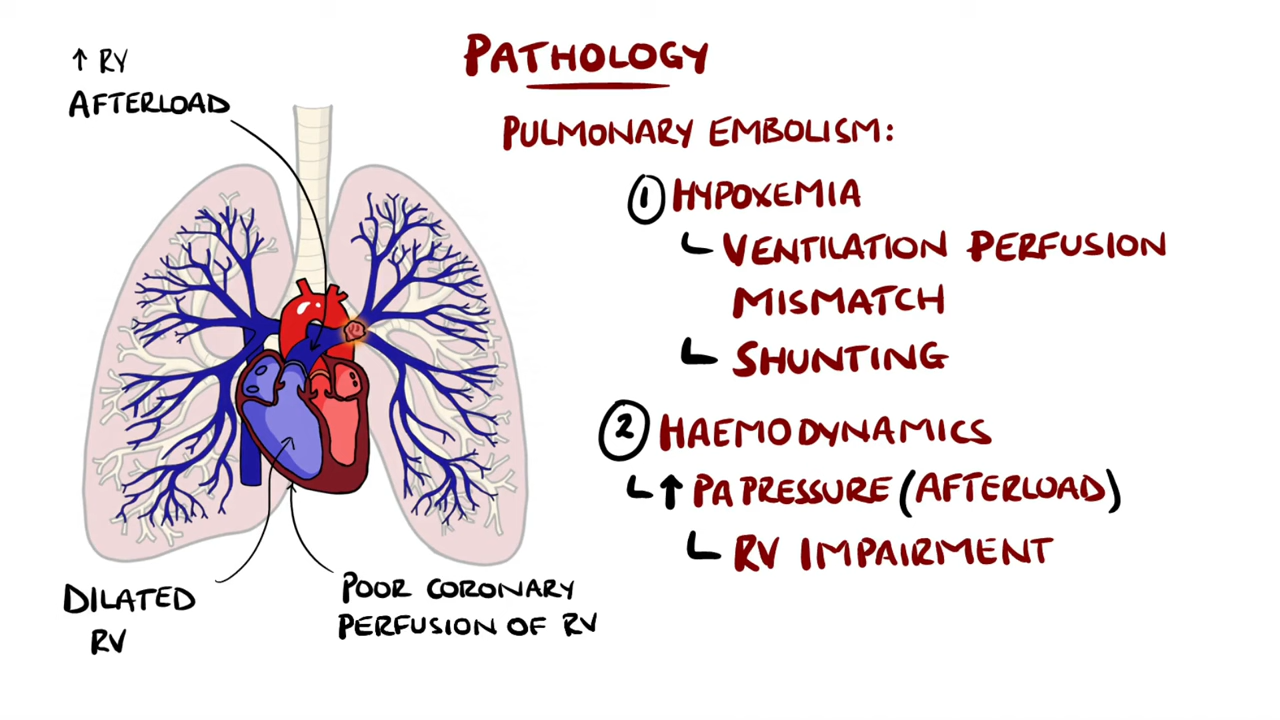 ↑ RV
AFTERLOAD
PATHOLOGY
PULMONARY EMBOLISM:
① HYPOXEMIA
VENTILATION PERFUSION
MISMATCH
SHUNTING
② HAEMODYNAMICS
↑ PA PRESSURE (AFTERLOAD)
RV IMPAIRMENT
DILATED
RV
POOR CORONARY
PERFUSION OF RV